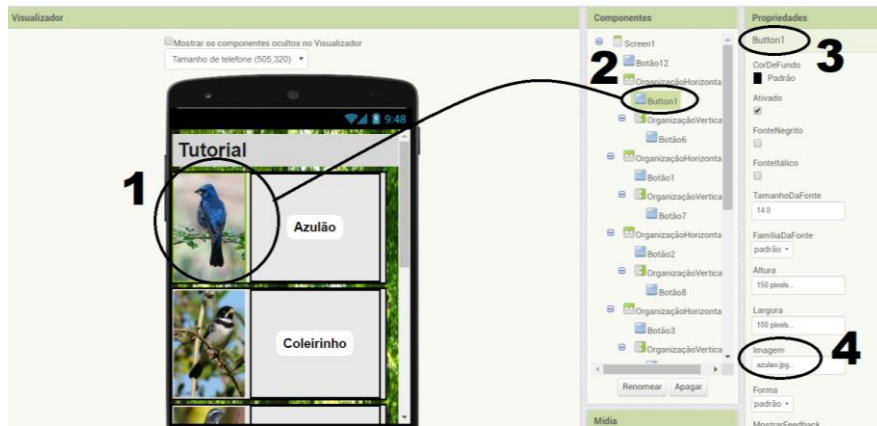 Visualizador
Mostrar os componentes ocultos no Visualizador
Tamanho de telefone (505,320)
9:48
Tutorial
1
Azulão
Coleirinho
Componentes
2
Screen1
Botão12
OrganizaçãoHorizonta
Button1
OrganizaçãoVertica
Botão6
OrganizaçãoHorizonta
Botão1
OrganizaçãoVertica
Botão7
OrganizaçãoHorizonta
Botão2
OrganizaçãoVertica
Botão8
OrganizaçãoHorizonta
Botão3
OrganizaçãoVertica
Renomear Apagar
Mídia
Propriedades
Button1
3
CorDeFundo
Padrão
Ativado
FonteNegrito
FonteItálico
TamanhoDaFonte
14.0
FamíliaDaFonte
padrão
Altura
150 pixels...
Largura
100 pixels...
Imagem
4
azulao.jpg...
Forma
padrão
MostrarFeedback